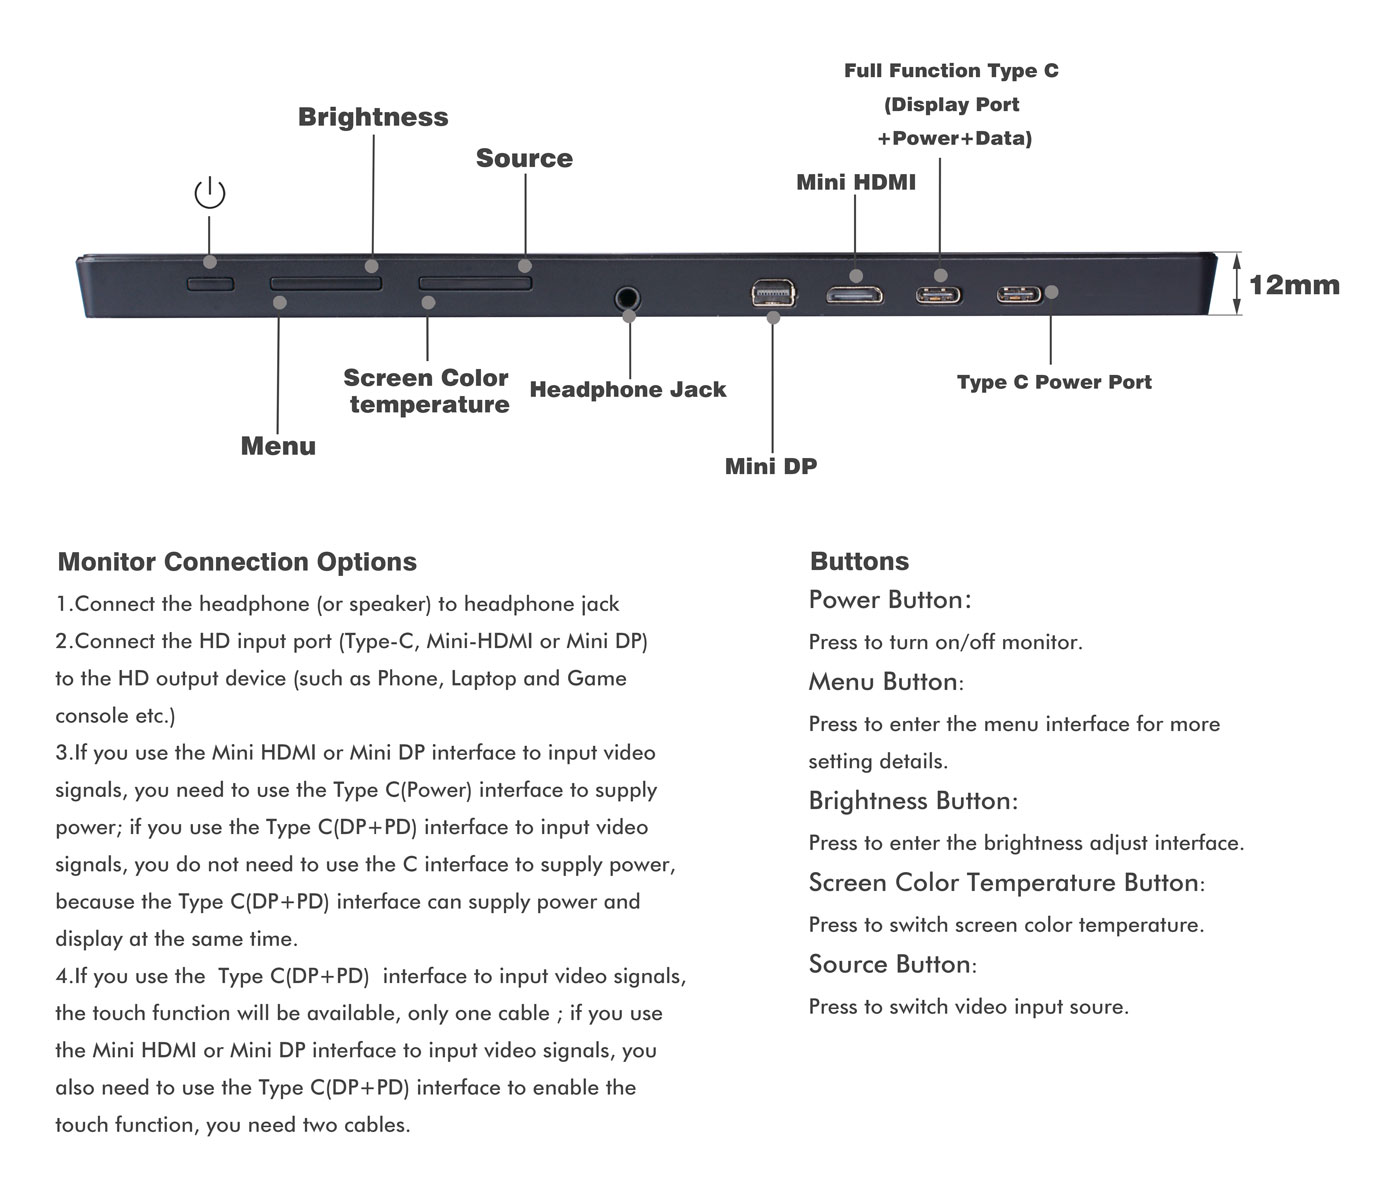 Full Function Type C
(Display Port
+Power+Data)
Brightness
Source
Mini HDMI
12mm
Screen Color
temperature
Headphone Jack
Type C Power Port
Menu
Mini DP
Monitor Connection Options
1.Connect the headphone (or speaker) to headphone jack
2.Connect the HD input port (Type-C, Mini-HDMI or Mini DP)
to the HD output device (such as Phone, Laptop and Game
console etc.)
3.If you use the Mini HDMI or Mini DP interface to input video
signals, you need to use the Type C(Power) interface to supply
power; if you use the Type C(DP+PD) interface to input video
signals, you do not need to use the C interface to supply power,
because the Type C(DP+PD) interface can supply power and
display at the same time.
4.If you use the  Type C(DP+PD)  interface to input video signals,
the touch function will be available, only one cable ; if you use
the Mini HDMI or Mini DP interface to input video signals, you
also need to use the Type C(DP+PD) interface to enable the
touch function, you need two cables.
Buttons
Power Button:
Press to turn on/off monitor.
Menu Button:
Press to enter the menu interface for more
setting details.
Brightness Button:
Press to enter the brightness adjust interface.
Screen Color Temperature Button:
Press to switch screen color temperature.
Source Button:
Press to switch video input soure.